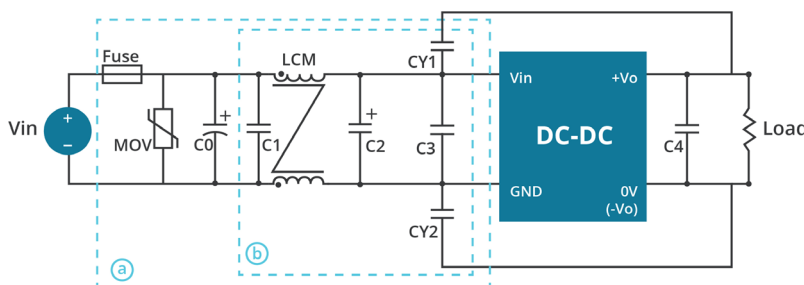 Fuse
LCM
CY1
Vin
+
−
MOV
+
C0
C1
+
C2
C3
Vin
+Vo
DC-DC
GND
0V
(-Vo)
C4
Load
CY2
a
b